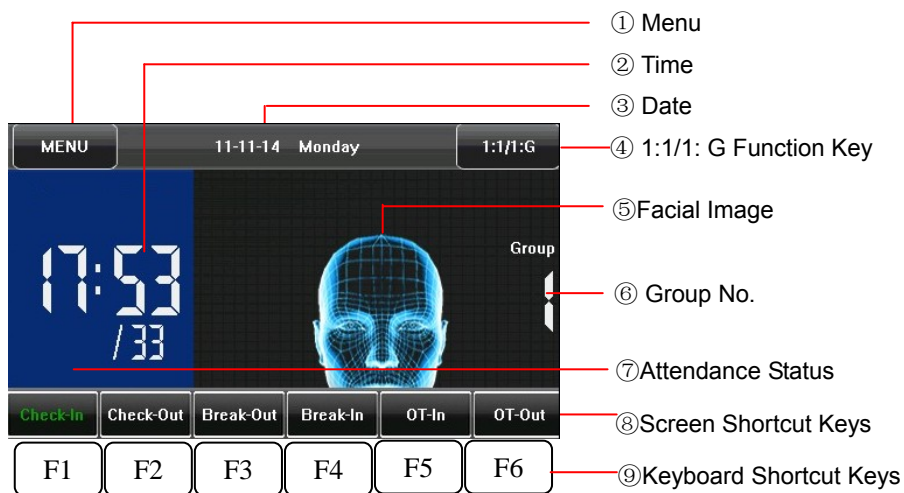 ① Menu
② Time
③ Date
MENU 11-11-14 Monday 1:1/1:G
④ 1:1/1: G Function Key
⑤Facial Image
Group
17:53
1
⑥ Group No.
/33
⑦Attendance Status
Check-In Check-Out Break-Out Break-In OT-In OT-Out
⑧Screen Shortcut Keys
F1 F2 F3 F4 F5 F6
⑨Keyboard Shortcut Keys